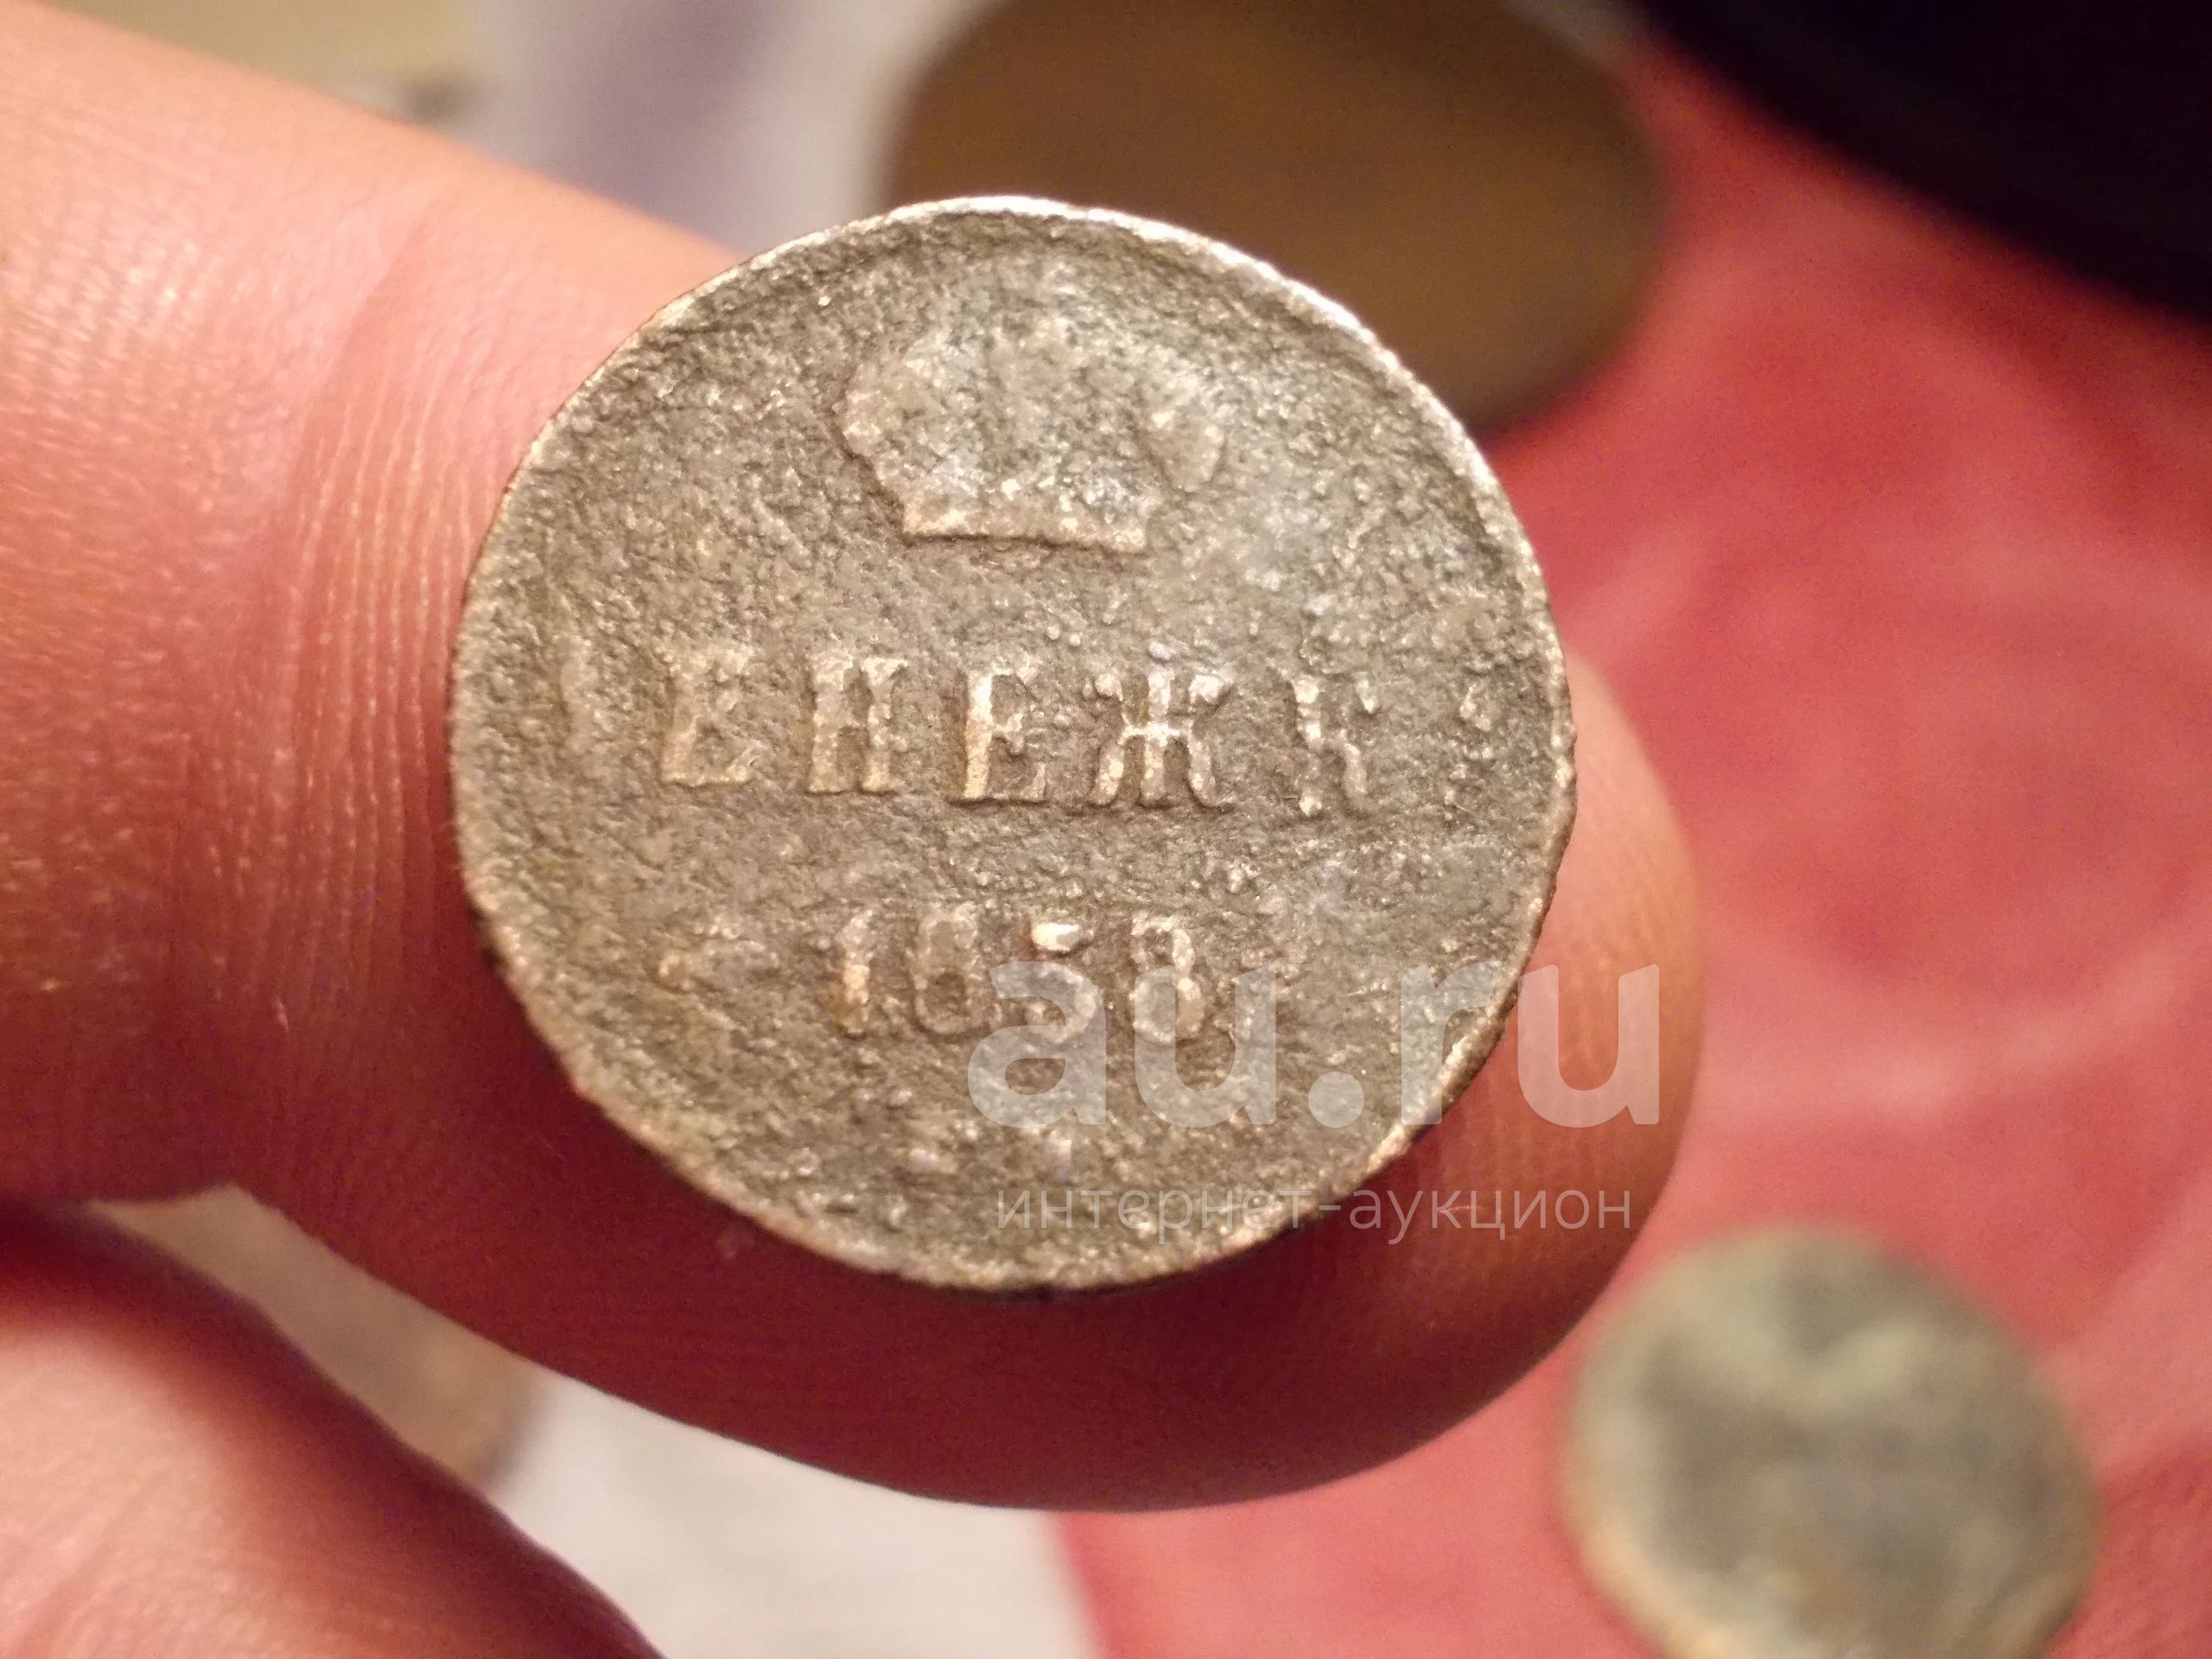 ДЕНЕЖКА
1858
au.ru
интернет-аукцион